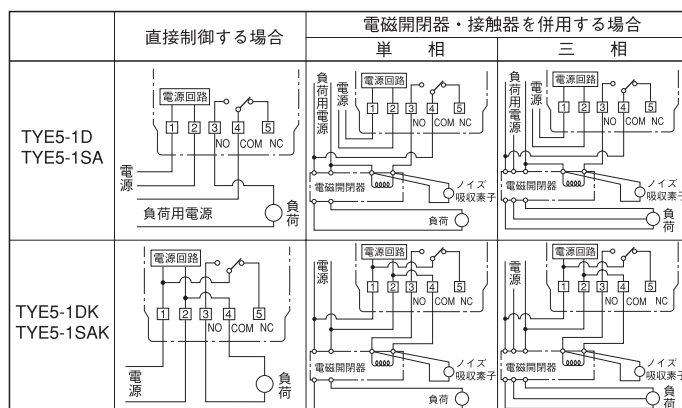 直接制御する場合
電磁開閉器・接触器を併用する場合
単 相
三 相
TYE5-1D
TYE5-1SA
電源回路
1 2 3 4 5
NO COM NC
電源
負荷用電源
負荷
負荷用電源
電源
電源回路
1 2 3 4 5
NO COM NC
電磁開閉器
ノイズ
吸収素子
負荷
負荷用電源
電源
電源回路
1 2 3 4 5
NO COM NC
電磁開閉器
ノイズ
吸収素子
負荷
TYE5-1DK
TYE5-1SAK
電源回路
1 2 3 4 5
NO COM NC
電源
負荷
電源
電源回路
1 2 3 4 5
NO COM NC
電磁開閉器
ノイズ
吸収素子
負荷
電源
電源回路
1 2 3 4 5
NO COM NC
電磁開閉器
ノイズ
吸収素子
負荷